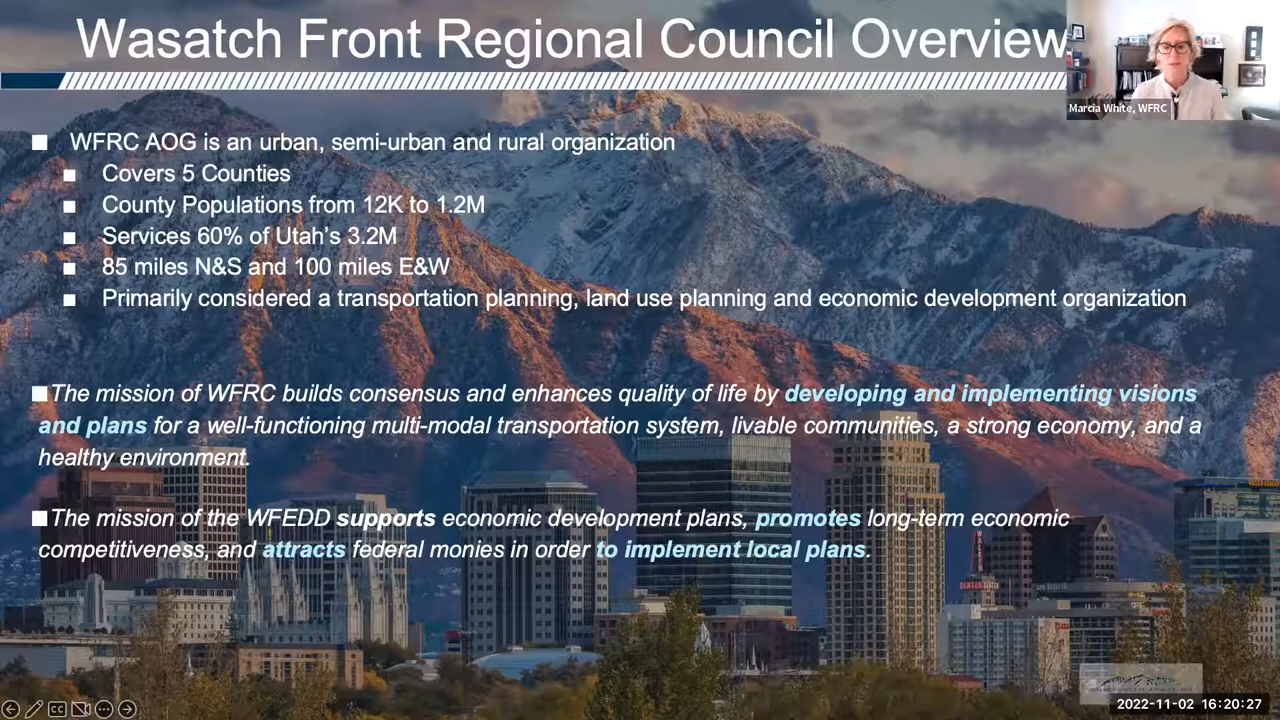 Wasatch Front Regional Council Overview
Marcia White, WFRC
WFRC AOG is an urban, semi-urban and rural organization
Covers 5 Counties
County Populations from 12K to 1.2M
Services 60% of Utah’s 3.2M
85 miles N&S and 100 miles E&W
Primarily considered a transportation planning, land use planning and economic development organization
The mission of WFRC builds consensus and enhances quality of life by developing and implementing visions
and plans for a well-functioning multi-modal transportation system, livable communities, a strong economy, and a
healthy environment.
The mission of the WFEDD supports economic development plans, promotes long-term economic
competitiveness, and attracts federal monies in order to implement local plans.
WELLS FARGO
WALKER
CENTER
CC
2022-11-02 16:20:27